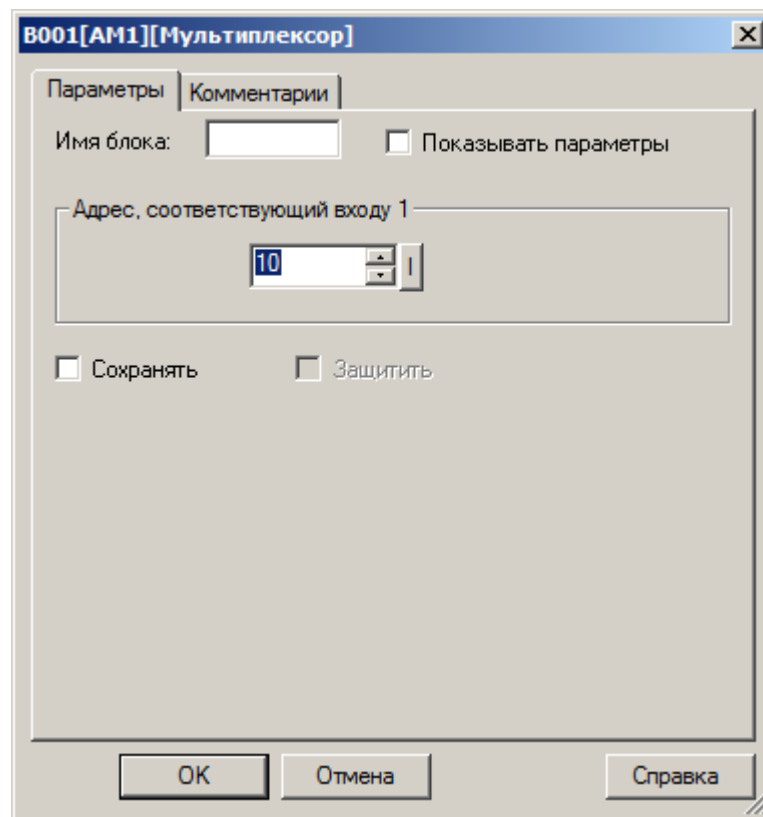 B001[AM1][Мультиплексор]
Параметры Комментарии
Имя блока: Показывать параметры
Адрес, соответствующий входу 1
10 I
Сохранять Защитить
OK Отмена Справка